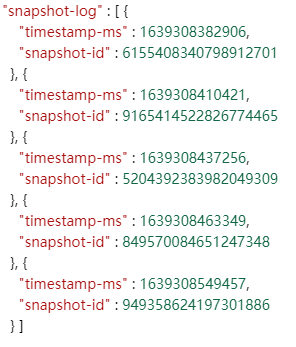 "snapshot-log" : [ {
"timestamp-ms" : 1639308382906,
"snapshot-id" : 6155408340798912701
}, {
"timestamp-ms" : 1639308410421,
"snapshot-id" : 9165414522826774465
}, {
"timestamp-ms" : 1639308437256,
"snapshot-id" : 5204392383982049309
}, {
"timestamp-ms" : 1639308463349,
"snapshot-id" : 849570084651247348
}, {
"timestamp-ms" : 1639308549457,
"snapshot-id" : 949358624197301886
} ]